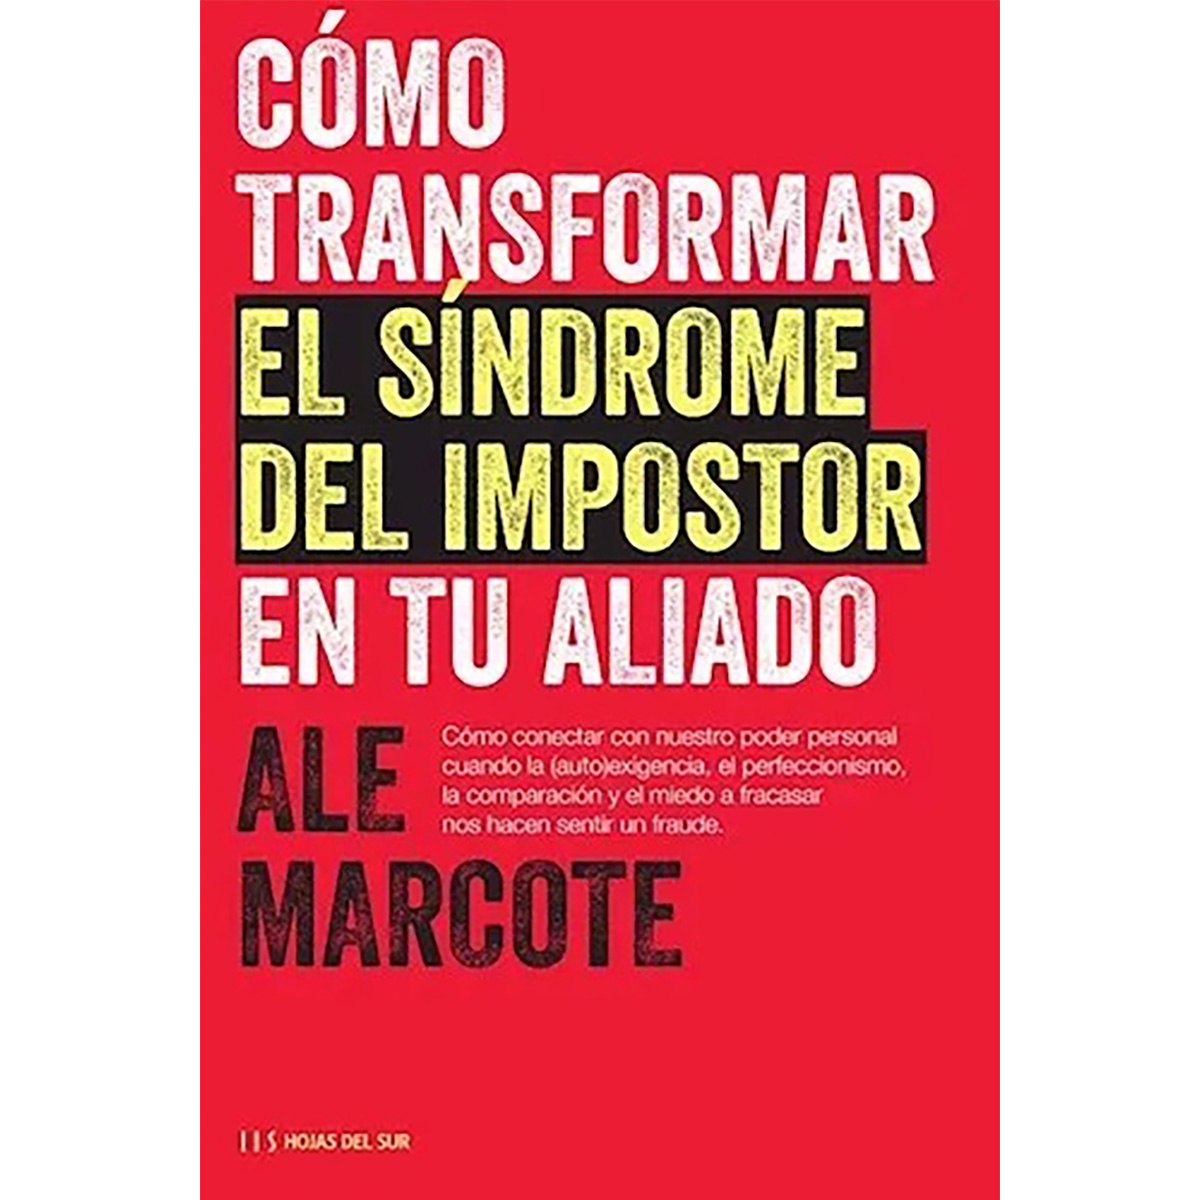 CÓMO
TRANSFORMAR
EL SÍNDROME
DEL IMPOSTOR
EN TU ALIADO
ALE
MARCOTE
Cómo conectar con nuestro poder personal
cuando la (auto)exigencia, el perfeccionismo,
la comparación y el miedo a fracasar
nos hacen sentir un fraude.
HOJAS DEL SUR